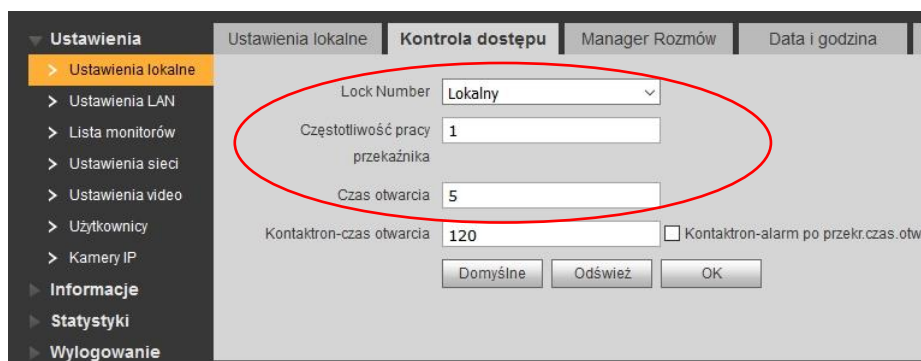 Ustawienia
Ustawienia lokalne
Ustawienia LAN
Lista monitorów
Ustawienia sieci
Ustawienia video
Użytkownicy
Kamery IP
Informacje
Statystyki
Wylogowanie
Ustawienia lokalne Kontrola dostępu Manager Rozmów Data i godzina
Lock Number Lokalny
Częstotliwość pracy 1
przekaźnika
Czas otwarcia 5
Kontaktron-czas otwarcia 120 Kontaktron-alarm po przekr.czas.otw
Domyślne Odśwież OK